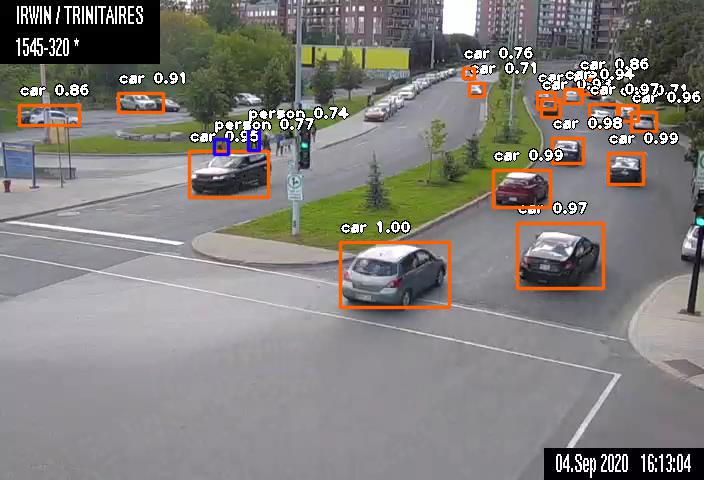 IRWIN / TRINITAIRES
1545-320 *
car 0.76
car 0.71
car 0.86
car 0.94
car 0.91
car 0.86
0.97
0.71
car 0.96
person 0.74
person 0.77
car 0.95
car 0.98
car 0.99
car 0.99
car 0.97
car 1.00
04.Sep 2020 16:13:04